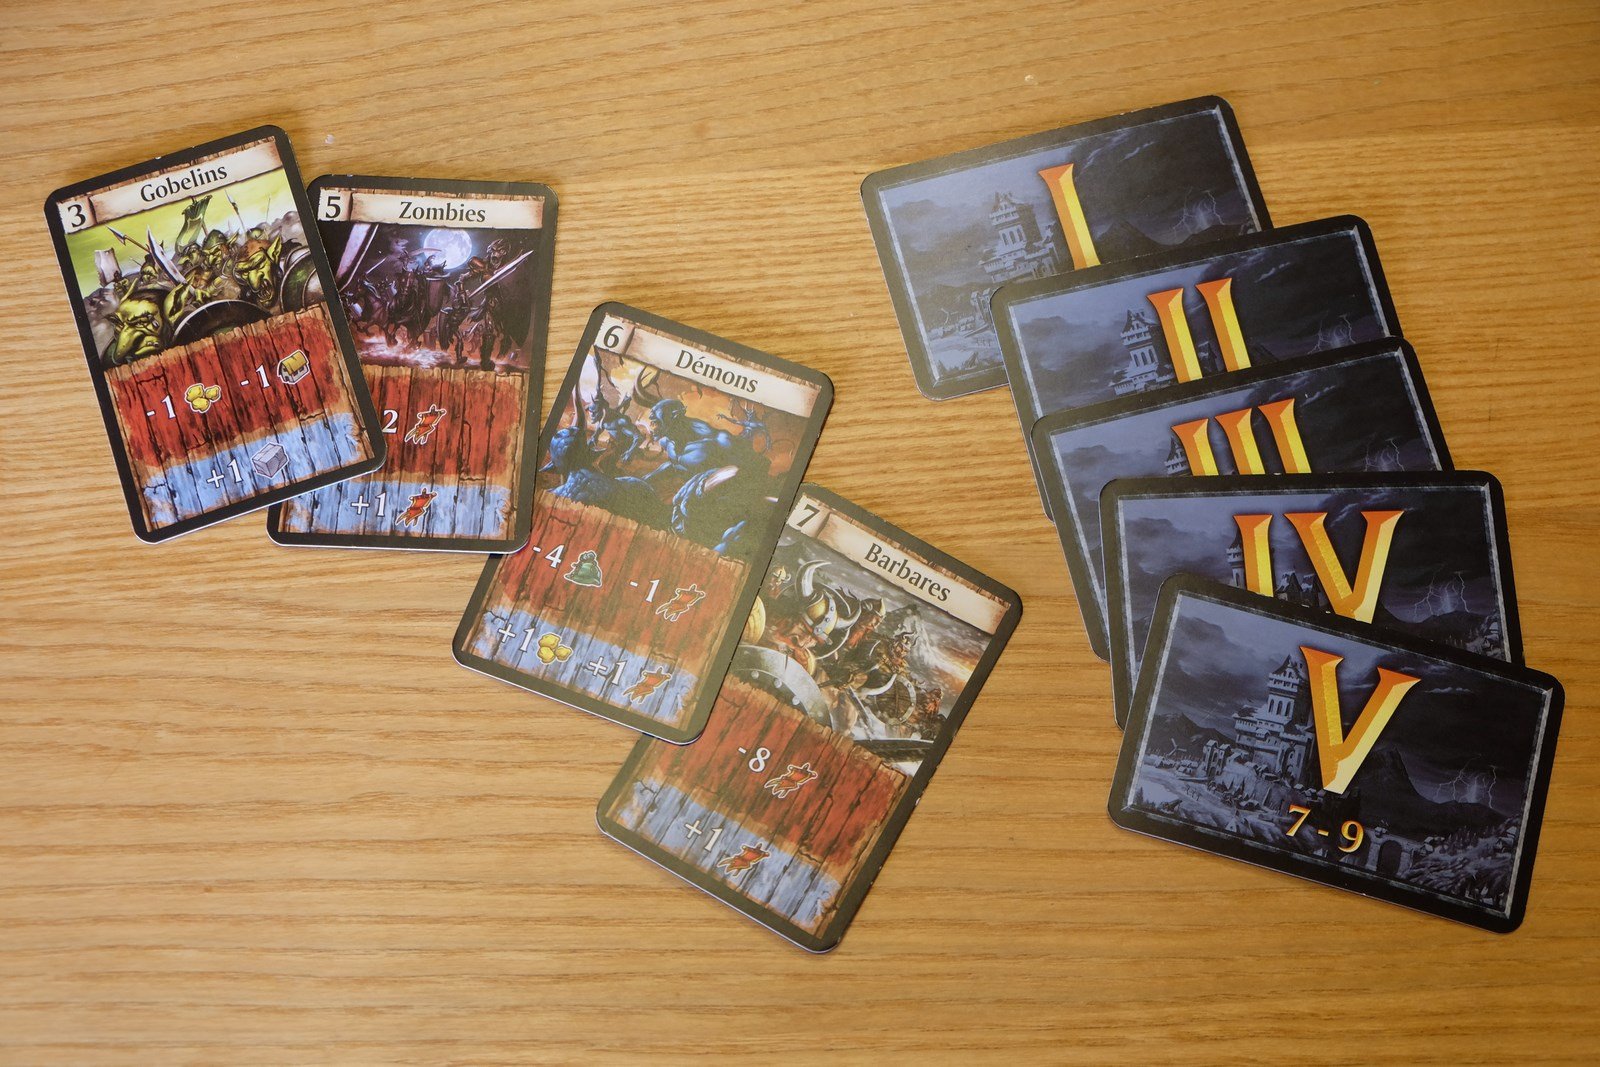 3 Gobelins
-1 -1
+1
5 Zombies
2
+1
6 Démons
-4 -1
+1 +1
7 Barbares
-8
+1
I
II
III
IV
V
7 - 9